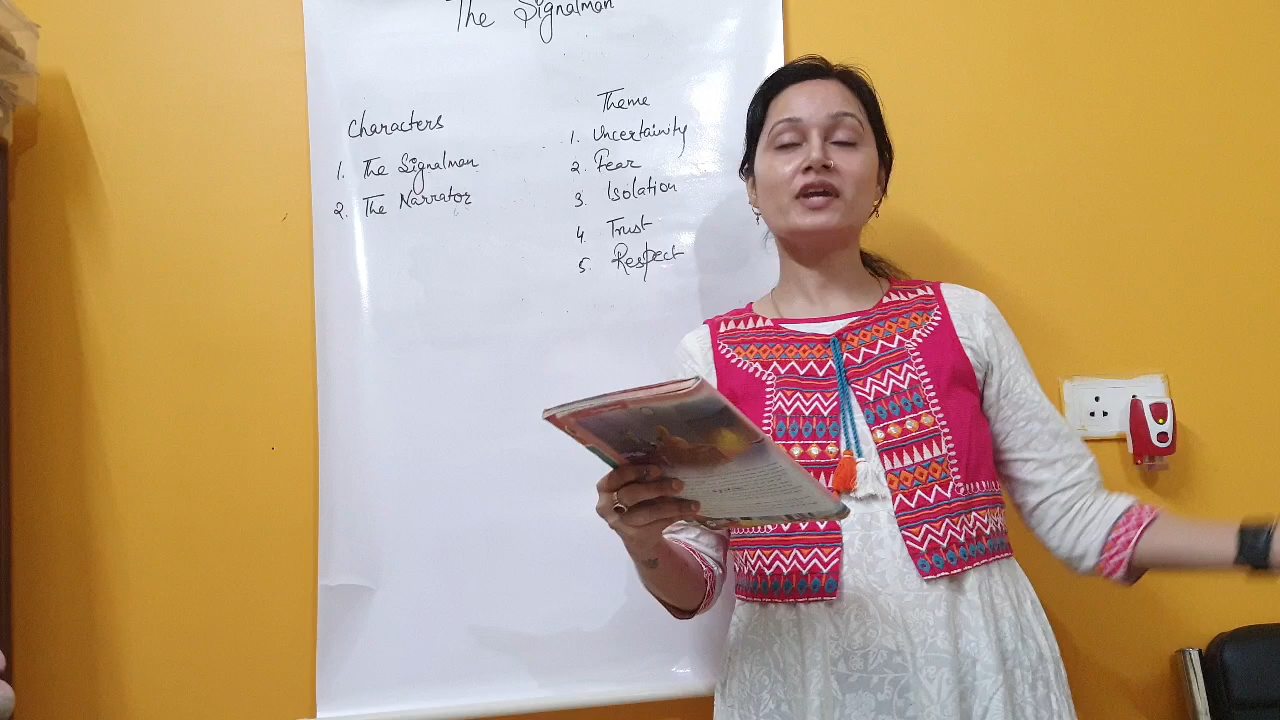 The Signalman
Characters
1. The Signalman
2. The Narrator
Theme
1. Uncertainity
2. Fear
3. Isolation
4. Trust
5. Respect